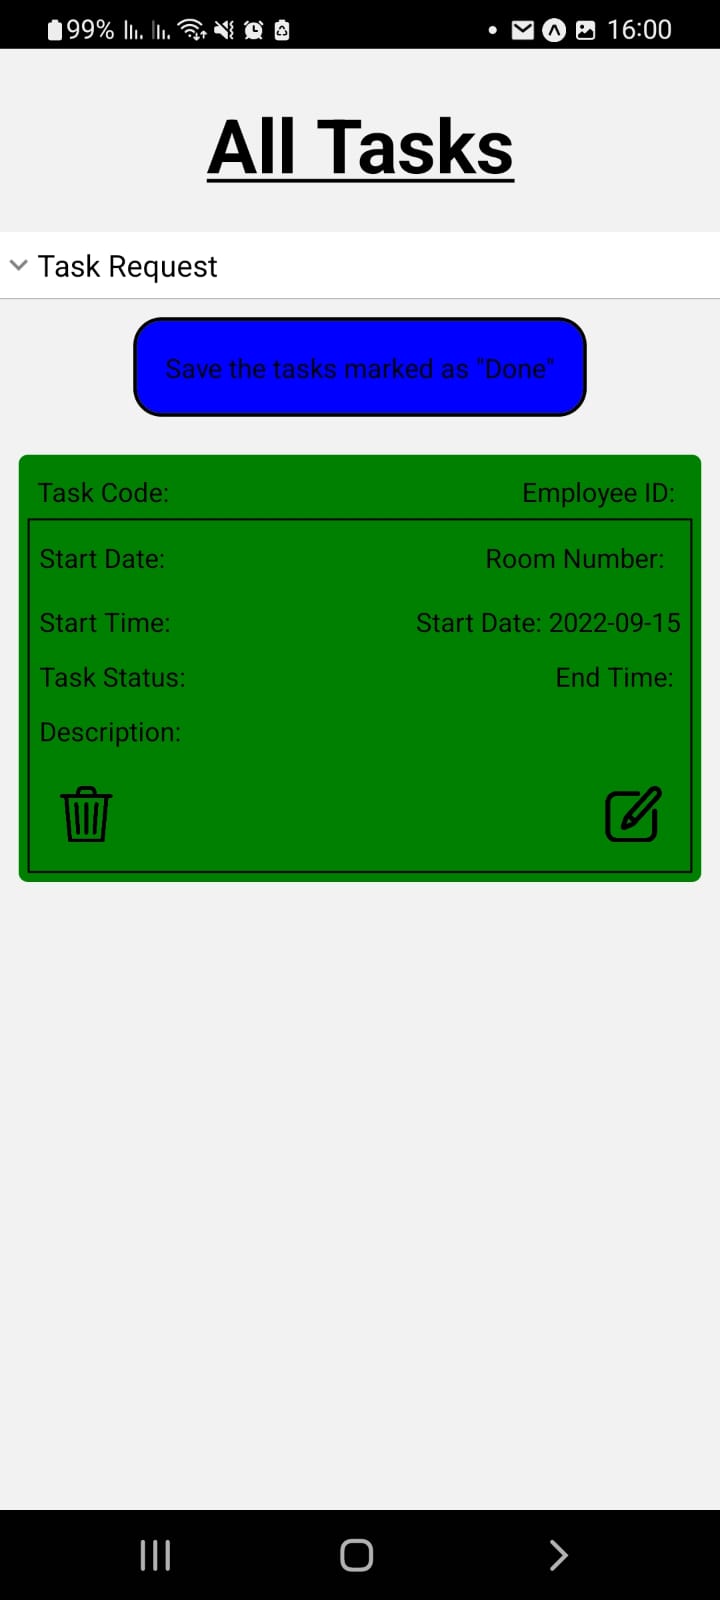 99% 16:00
All Tasks
Task Request
Save the tasks marked as "Done"
Task Code: Employee ID:
Start Date: Room Number:
Start Time: Start Date: 2022-09-15
Task Status: End Time:
Description: